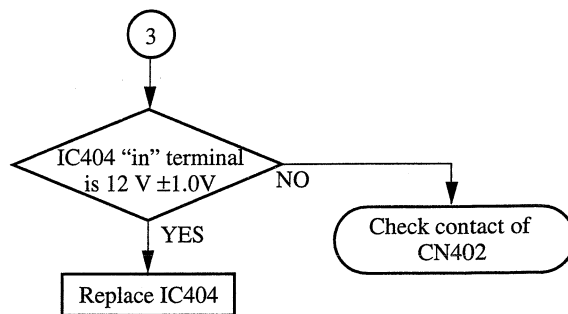 3
IC404 “in” terminal
is 12 V ±1.0V
NO
YES
Check contact of
CN402
Replace IC404